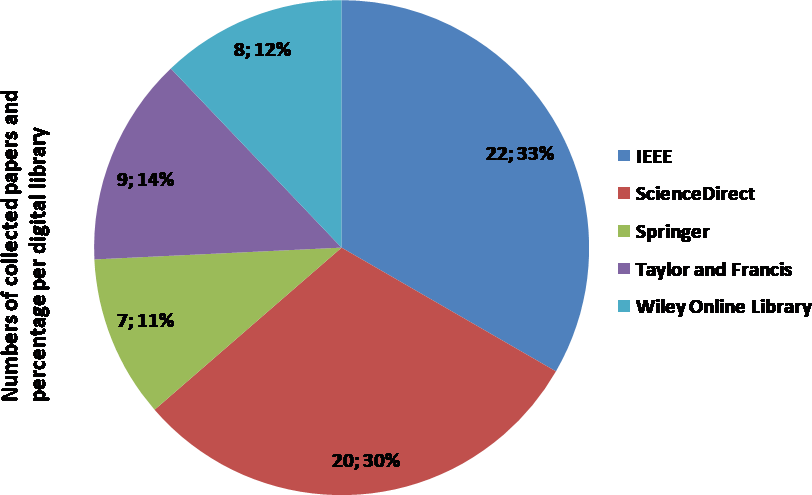 Numbers of collected papers and
percentage per digital library
8; 12%
22; 33%
9; 14%
7; 11%
20; 30%
IEEE
ScienceDirect
Springer
Taylor and Francis
Wiley Online Library